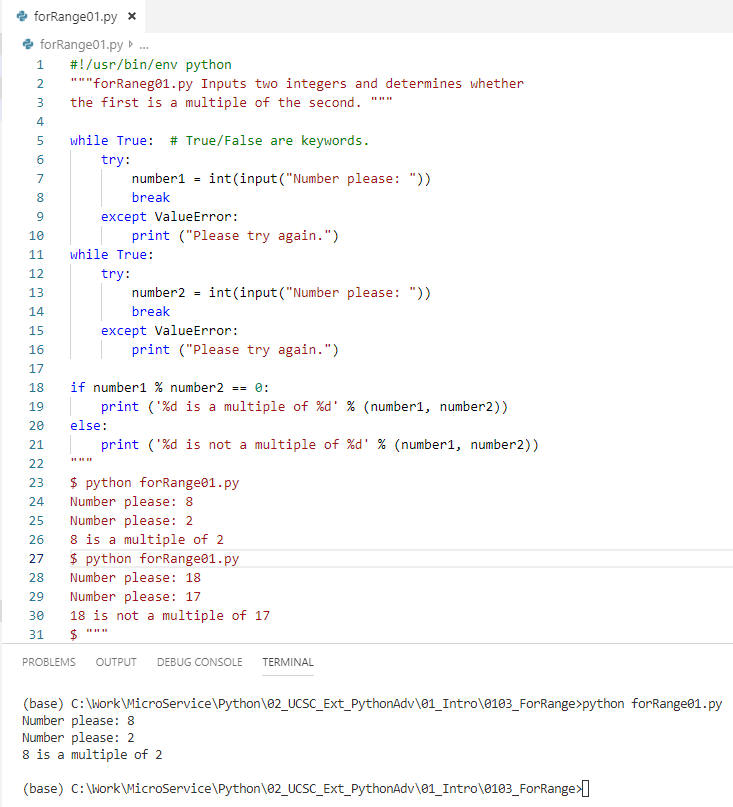 forRange01.py ×
forRange01.py ▸ ...
1 #!/usr/bin/env python
2 """forRaneg01.py Inputs two integers and determines whether
3 the first is a multiple of the second. """
4
5 while True:  # True/False are keywords.
6     try:
7         number1 = int(input("Number please: "))
8         break
9     except ValueError:
10         print ("Please try again.")
11 while True:
12     try:
13         number2 = int(input("Number please: "))
14         break
15     except ValueError:
16         print ("Please try again.")
17
18 if number1 % number2 == 0:
19     print ('%d is a multiple of %d' % (number1, number2))
20 else:
21     print ('%d is not a multiple of %d' % (number1, number2))
22 """
23 $ python forRange01.py
24 Number please: 8
25 Number please: 2
26 8 is a multiple of 2
27 $ python forRange01.py
28 Number please: 18
29 Number please: 17
30 18 is not a multiple of 17
31 $ """
PROBLEMS OUTPUT DEBUG CONSOLE TERMINAL
(base) C:\Work\MicroService\Python\02_UCSC_Ext_PythonAdv\01_Intro\0103_ForRange>python forRange01.py
Number please: 8
Number please: 2
8 is a multiple of 2
(base) C:\Work\MicroService\Python\02_UCSC_Ext_PythonAdv\01_Intro\0103_ForRange>